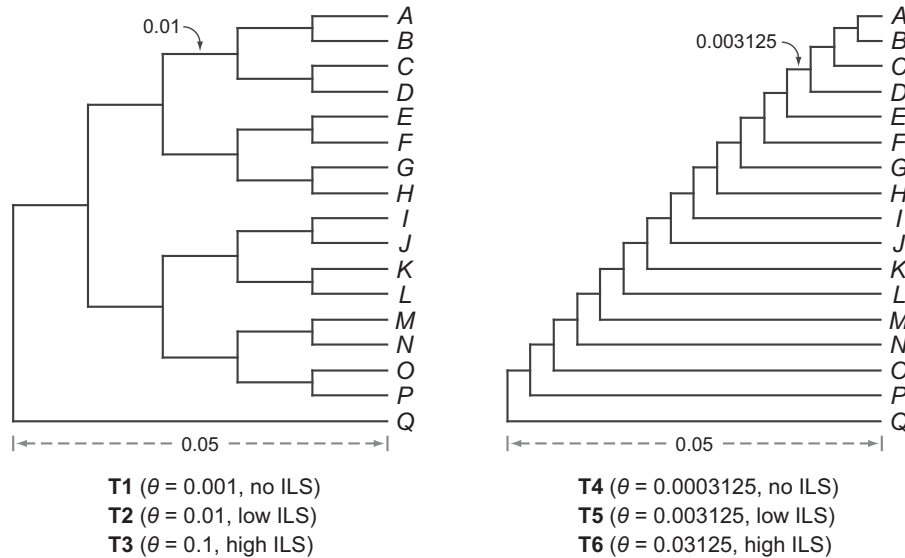 0.01
A
B
C
D
E
F
G
H
I
J
K
L
M
N
O
P
Q
0.05
T1 (θ = 0.001, no ILS)
T2 (θ = 0.01, low ILS)
T3 (θ = 0.1, high ILS)
0.003125
A
B
C
D
E
F
G
H
I
J
K
L
M
N
O
P
Q
0.05
T4 (θ = 0.0003125, no ILS)
T5 (θ = 0.003125, low ILS)
T6 (θ = 0.03125, high ILS)